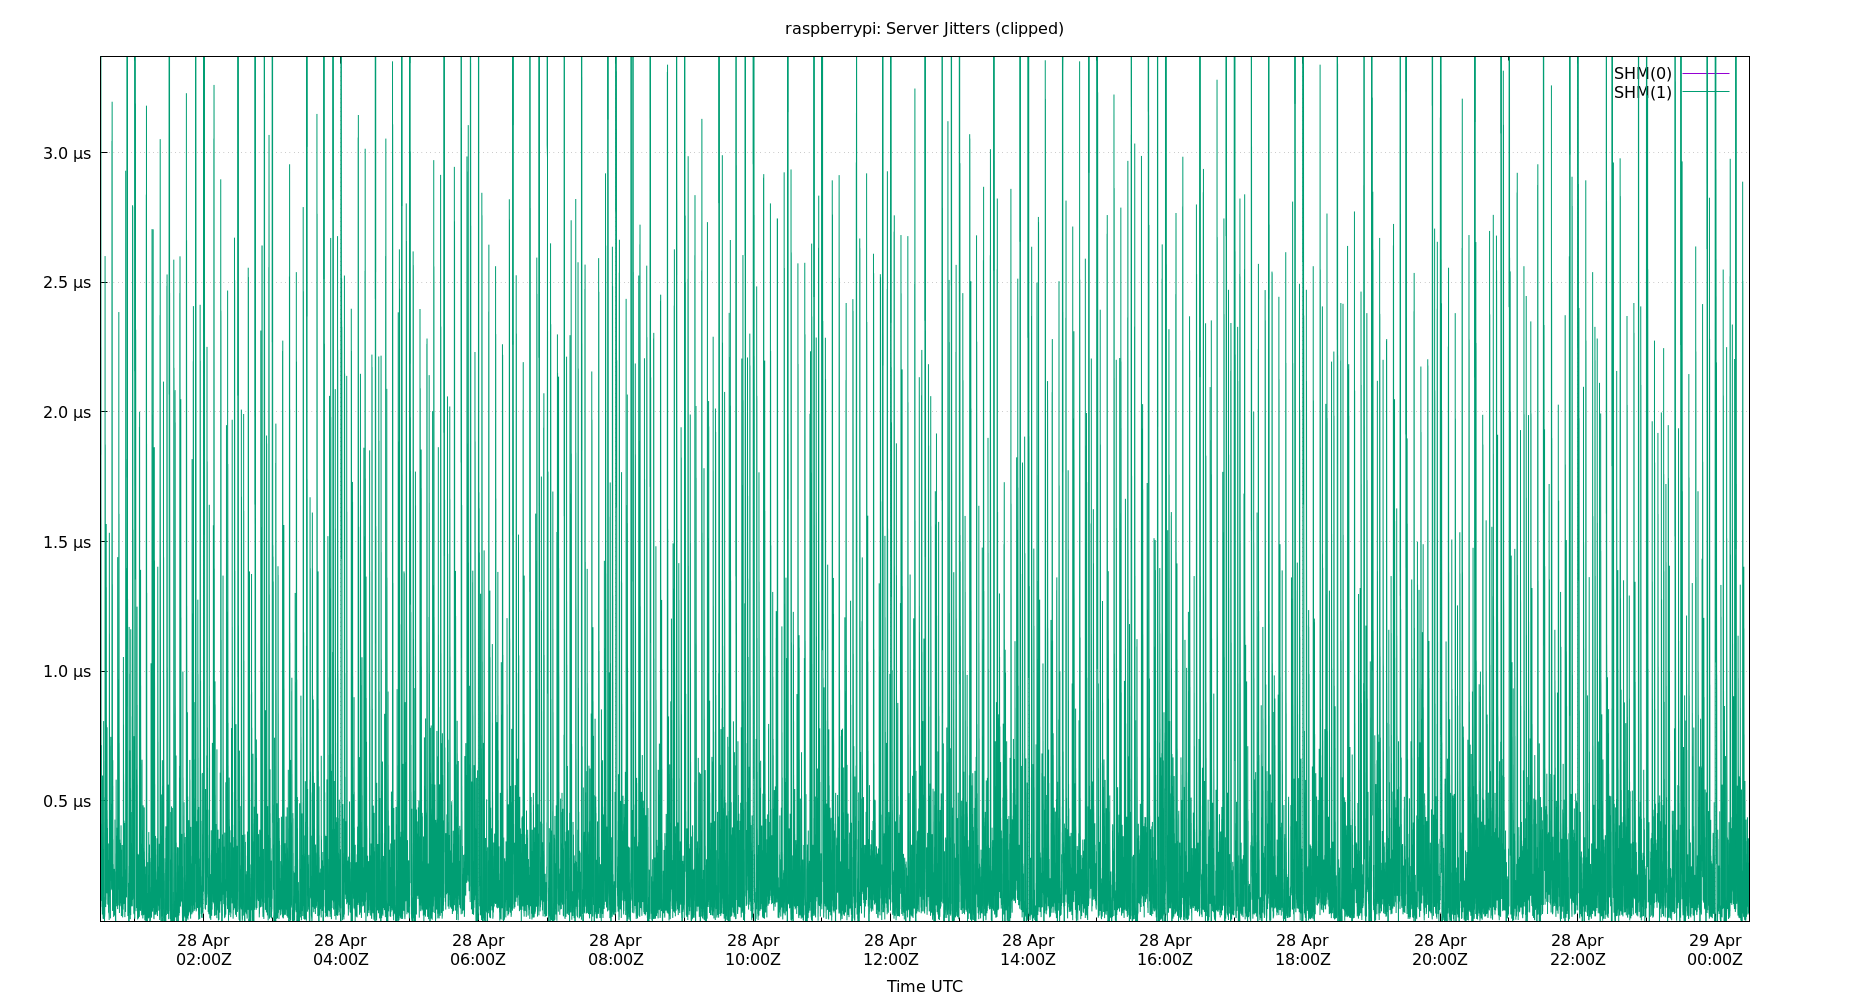 raspberrypi: Server Jitters (clipped)
SHM(0)
SHM(1)
3.0 µs
2.5 µs
2.0 µs
1.5 µs
1.0 µs
0.5 µs
28 Apr 28 Apr 28 Apr 28 Apr 28 Apr 28 Apr 28 Apr 28 Apr 28 Apr 28 Apr 28 Apr 29 Apr
02:00Z 04:00Z 06:00Z 08:00Z 10:00Z 12:00Z 14:00Z 16:00Z 18:00Z 20:00Z 22:00Z 00:00Z
Time UTC